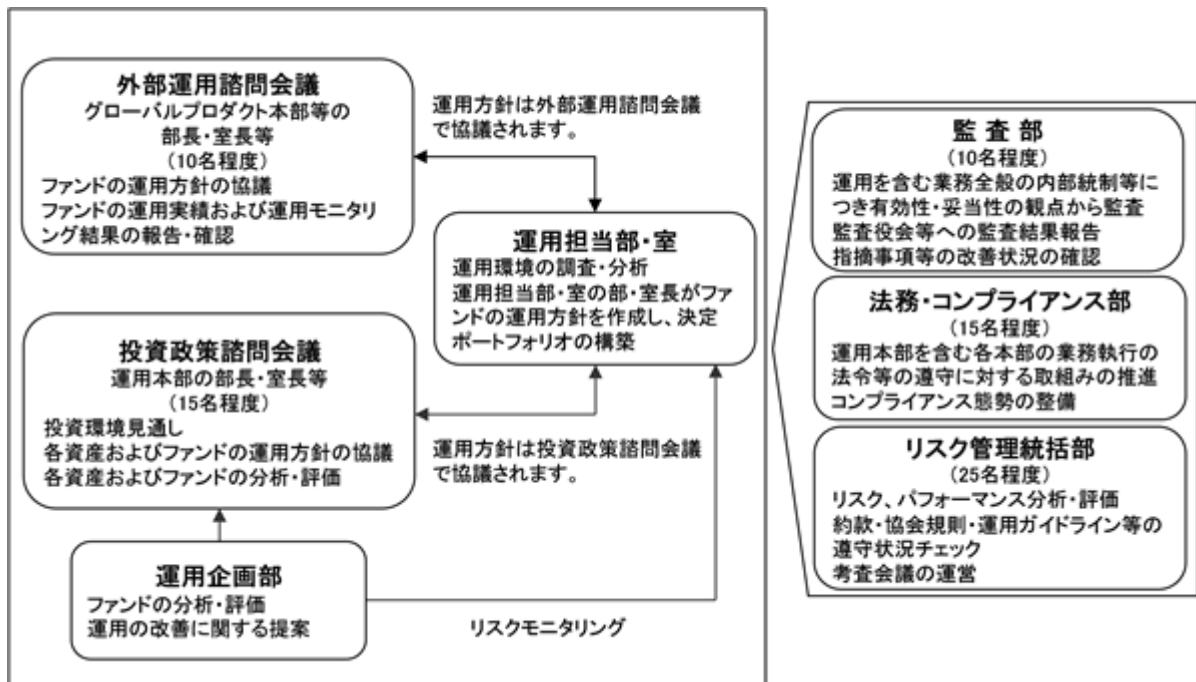 外部運用諮問会議
グローバルプロダクト本部等の
部長・室長等
(10名程度)
ファンドの運用方針の協議
ファンドの運用実績および運用モニタリ
ング結果の報告・確認
運用方針は外部運用諮問会議
で協議されます。
運用担当部・室
運用環境の調査・分析
運用担当部・室の部・室長がファ
ンドの運用方針を作成し、決定
ポートフォリオの構築
投資政策諮問会議
運用本部の部長・室長等
(15名程度)
投資環境見通し
各資産およびファンドの運用方針の協議
各資産およびファンドの分析・評価
運用方針は投資政策諮問会議
で協議されます。
運用企画部
ファンドの分析・評価
運用の改善に関する提案
リスクモニタリング
監査部
(10名程度)
運用を含む業務全般の内部統制等に
つき有効性・妥当性の観点から監査
監査役会等への監査結果報告
指摘事項等の改善状況の確認
法務・コンプライアンス部
(15名程度)
運用本部を含む各本部の業務執行の
法令等の遵守に対する取組みの推進
コンプライアンス態勢の整備
リスク管理統括部
(25名程度)
リスク、パフォーマンス分析・評価
約款・協会規則・運用ガイドライン等の
遵守状況チェック
考査会議の運営